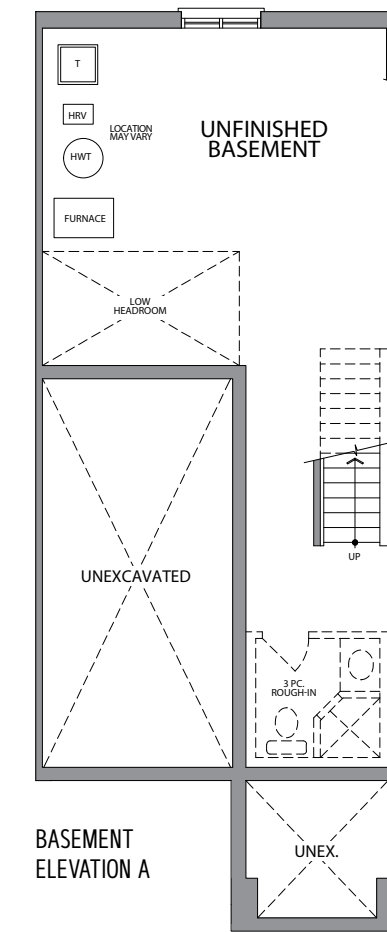 T
HRV
LOCATION
MAY VARY
HWT
UNFINISHED
BASEMENT
FURNACE
LOW
HEADROOM
UP
UNEXCAVATED
3 PC.
ROUGH-IN
BASEMENT
ELEVATION A
UNEX.